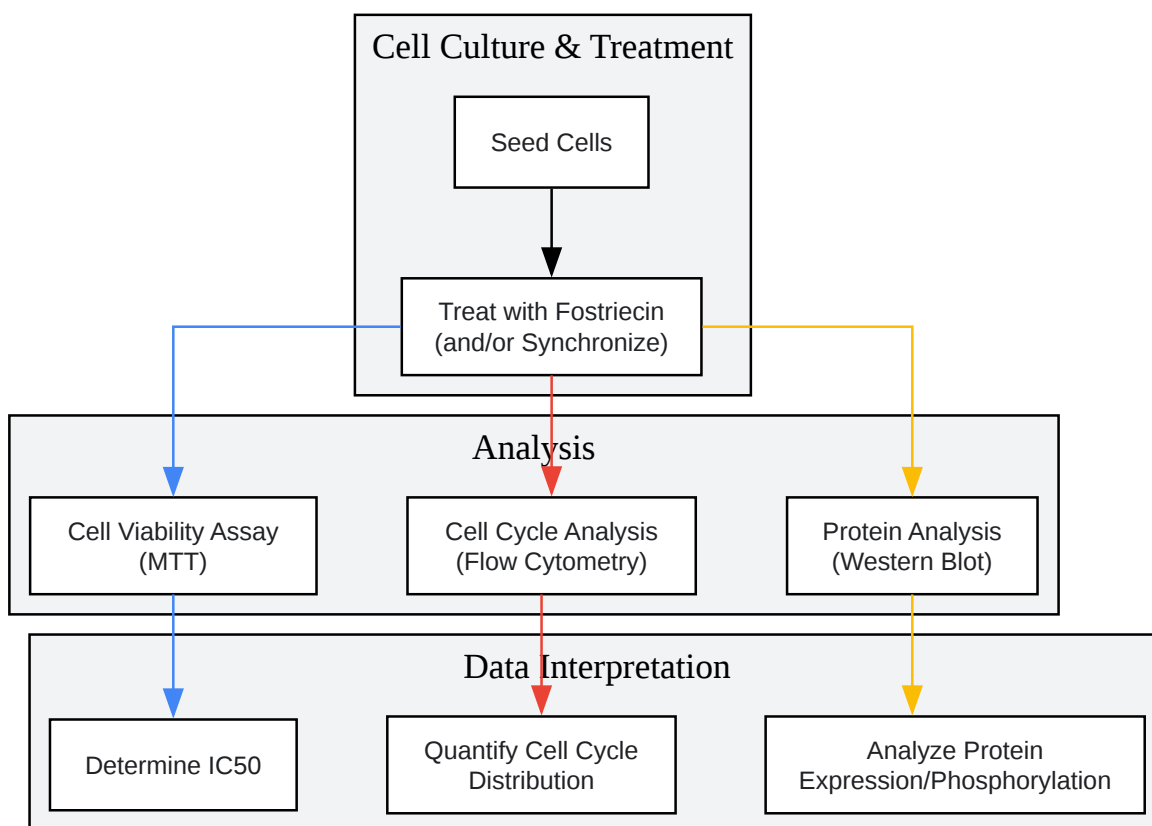 Cell Culture & Treatment
Seed Cells
Treat with Fostriecin
(and/or Synchronize)
Analysis
Cell Viability Assay
(MTT)
Cell Cycle Analysis
(Flow Cytometry)
Protein Analysis
(Western Blot)
Data Interpretation
Determine IC50
Quantify Cell Cycle
Distribution
Analyze Protein
Expression/Phosphorylation